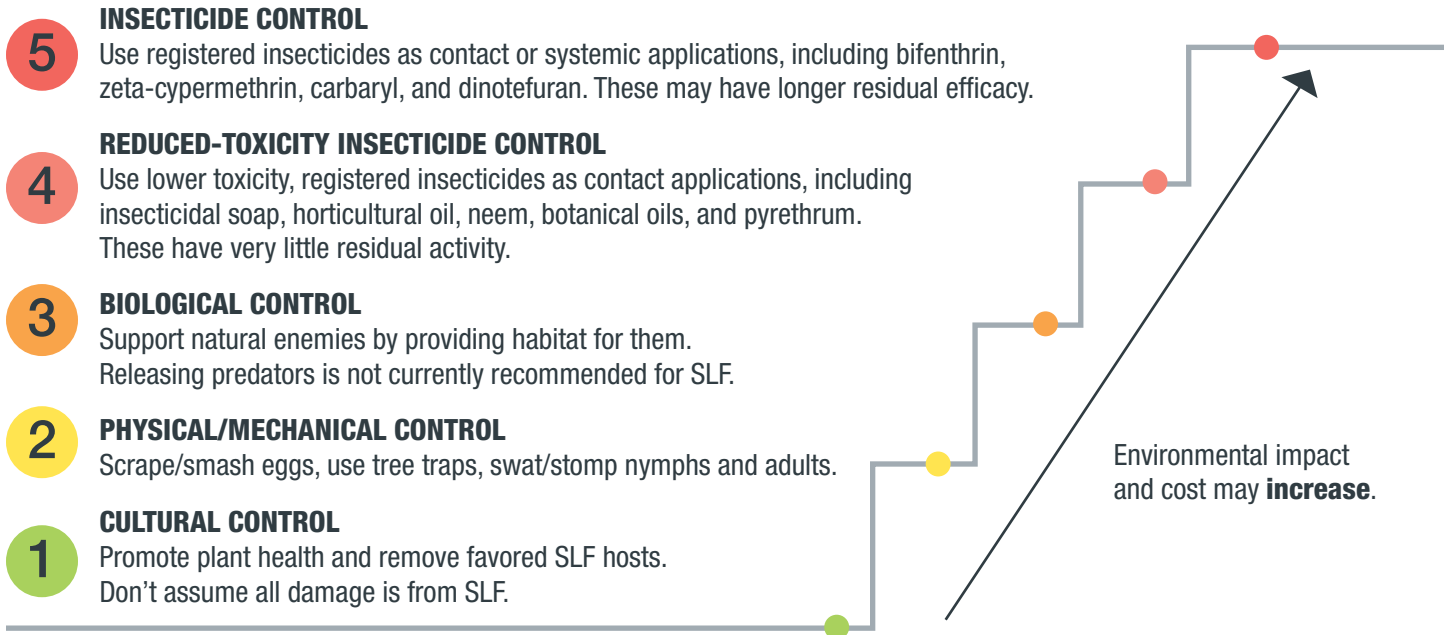 5
INSECTICIDE CONTROL
Use registered insecticides as contact or systemic applications, including bifenthrin,
zeta-cypermethrin, carbaryl, and dinotefuran. These may have longer residual efficacy.
4
REDUCED-TOXICITY INSECTICIDE CONTROL
Use lower toxicity, registered insecticides as contact applications, including
insecticidal soap, horticultural oil, neem, botanical oils, and pyrethrum.
These have very little residual activity.
3
BIOLOGICAL CONTROL
Support natural enemies by providing habitat for them.
Releasing predators is not currently recommended for SLF.
2
PHYSICAL/MECHANICAL CONTROL
Scrape/smash eggs, use tree traps, swat/stomp nymphs and adults.
1
CULTURAL CONTROL
Promote plant health and remove favored SLF hosts.
Don’t assume all damage is from SLF.
Environmental impact
and cost may increase.